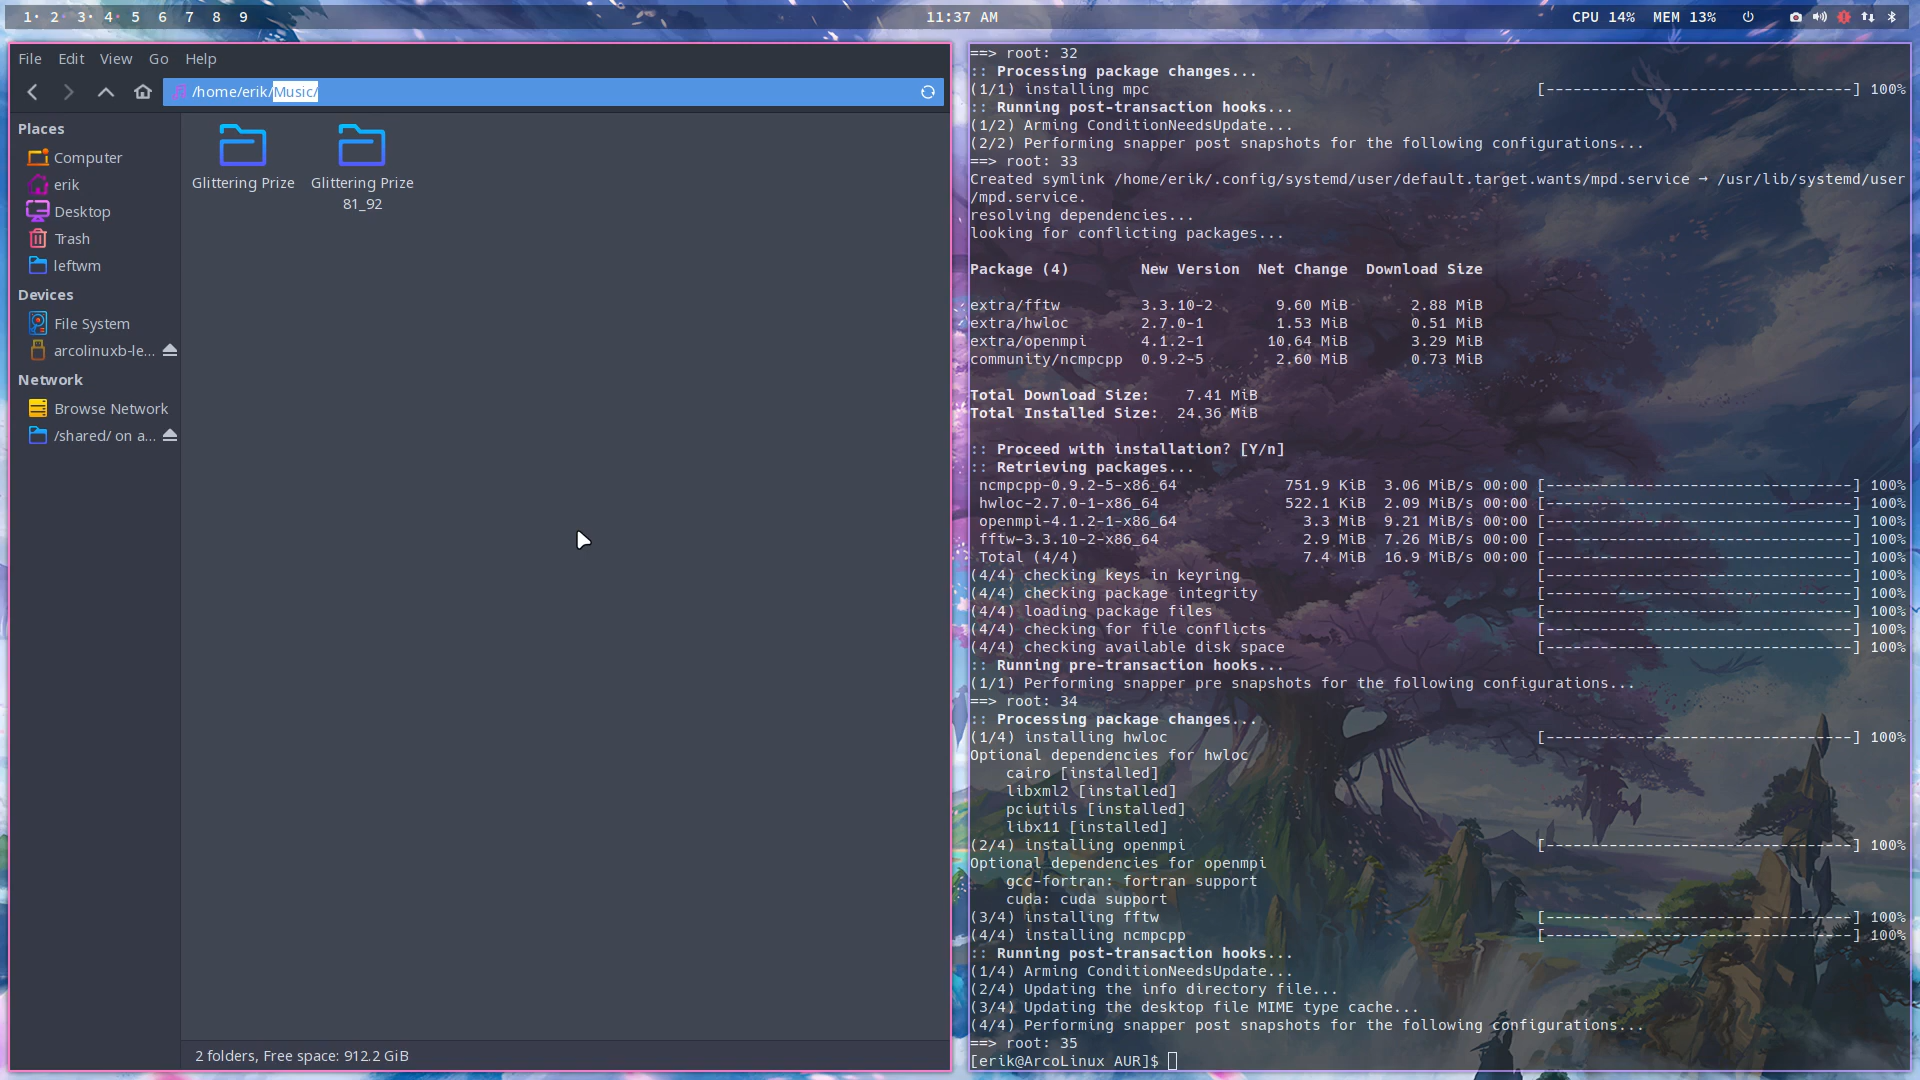 1· 2· 3· 4· 5 6 7 8 9
11:37 AM
CPU 14% MEM 13%
File Edit View Go Help
/home/erik/Music/
Places
Computer
erik
Desktop
Trash
leftwm
Devices
File System
arcolinuxb-le...
Network
Browse Network
/shared/ on a...
Glittering Prize
Glittering Prize
81_92
2 folders, Free space: 912.2 GiB
==> root: 32
:: Processing package changes...
(1/1) installing mpc [----------------------------------] 100%
:: Running post-transaction hooks...
(1/2) Arming ConditionNeedsUpdate...
(2/2) Performing snapper post snapshots for the following configurations...
==> root: 33
Created symlink /home/erik/.config/systemd/user/default.target.wants/mpd.service → /usr/lib/systemd/user
/mpd.service.
resolving dependencies...
looking for conflicting packages...
Package (4) New Version Net Change Download Size
extra/fftw 3.3.10-2 9.60 MiB 2.88 MiB
extra/hwloc 2.7.0-1 1.53 MiB 0.51 MiB
extra/openmpi 4.1.2-1 10.64 MiB 3.29 MiB
community/ncmpcpp 0.9.2-5 2.60 MiB 0.73 MiB
Total Download Size: 7.41 MiB
Total Installed Size: 24.36 MiB
:: Proceed with installation? [Y/n]
:: Retrieving packages...
ncmpcpp-0.9.2-5-x86_64 751.9 KiB 3.06 MiB/s 00:00 [----------------------------------] 100%
hwloc-2.7.0-1-x86_64 522.1 KiB 2.09 MiB/s 00:00 [----------------------------------] 100%
openmpi-4.1.2-1-x86_64 3.3 MiB 9.21 MiB/s 00:00 [----------------------------------] 100%
fftw-3.3.10-2-x86_64 2.9 MiB 7.26 MiB/s 00:00 [----------------------------------] 100%
Total (4/4) 7.4 MiB 16.9 MiB/s 00:00 [----------------------------------] 100%
(4/4) checking keys in keyring [----------------------------------] 100%
(4/4) checking package integrity [----------------------------------] 100%
(4/4) loading package files [----------------------------------] 100%
(4/4) checking for file conflicts [----------------------------------] 100%
(4/4) checking available disk space [----------------------------------] 100%
:: Running pre-transaction hooks...
(1/1) Performing snapper pre snapshots for the following configurations...
==> root: 34
:: Processing package changes...
(1/4) installing hwloc [----------------------------------] 100%
Optional dependencies for hwloc
cairo [installed]
libxml2 [installed]
pciutils [installed]
libx11 [installed]
(2/4) installing openmpi [----------------------------------] 100%
Optional dependencies for openmpi
gcc-fortran: fortran support
cuda: cuda support
(3/4) installing fftw [----------------------------------] 100%
(4/4) installing ncmpcpp [----------------------------------] 100%
:: Running post-transaction hooks...
(1/4) Arming ConditionNeedsUpdate...
(2/4) Updating the info directory file...
(3/4) Updating the desktop file MIME type cache...
(4/4) Performing snapper post snapshots for the following configurations...
==> root: 35
[erik@ArcoLinux AUR]$